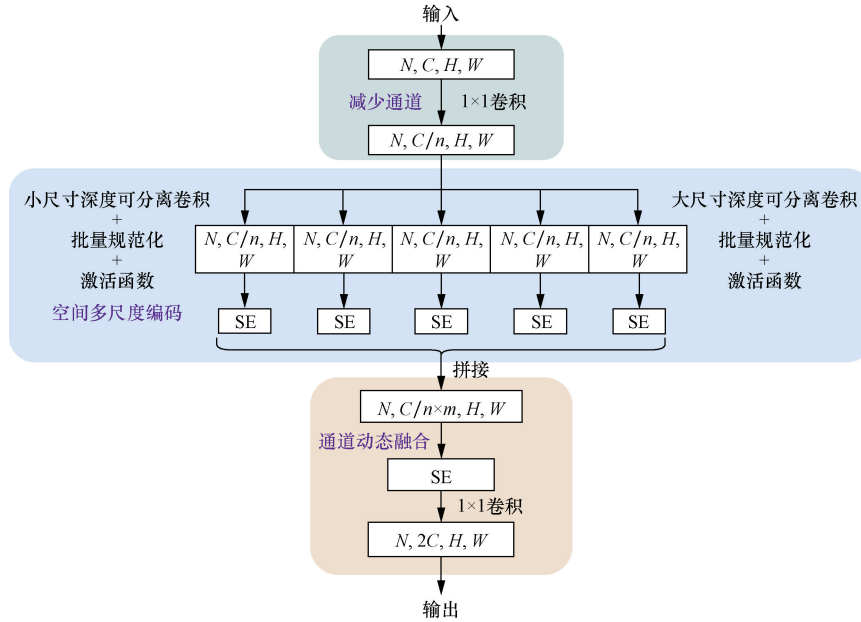 输入
N, C, H, W
减少通道
1×1卷积
N, C/n, H, W
小尺寸深度可分离卷积
+
批量规范化
+
激活函数
空间多尺度编码
大尺寸深度可分离卷积
+
批量规范化
+
激活函数
N, C/n, H,
W
N, C/n, H,
W
N, C/n, H,
W
N, C/n, H,
W
N, C/n, H,
W
SE
SE
SE
SE
SE
拼接
N, C/n×m, H, W
通道动态融合
SE
1×1卷积
N, 2C, H, W
输出